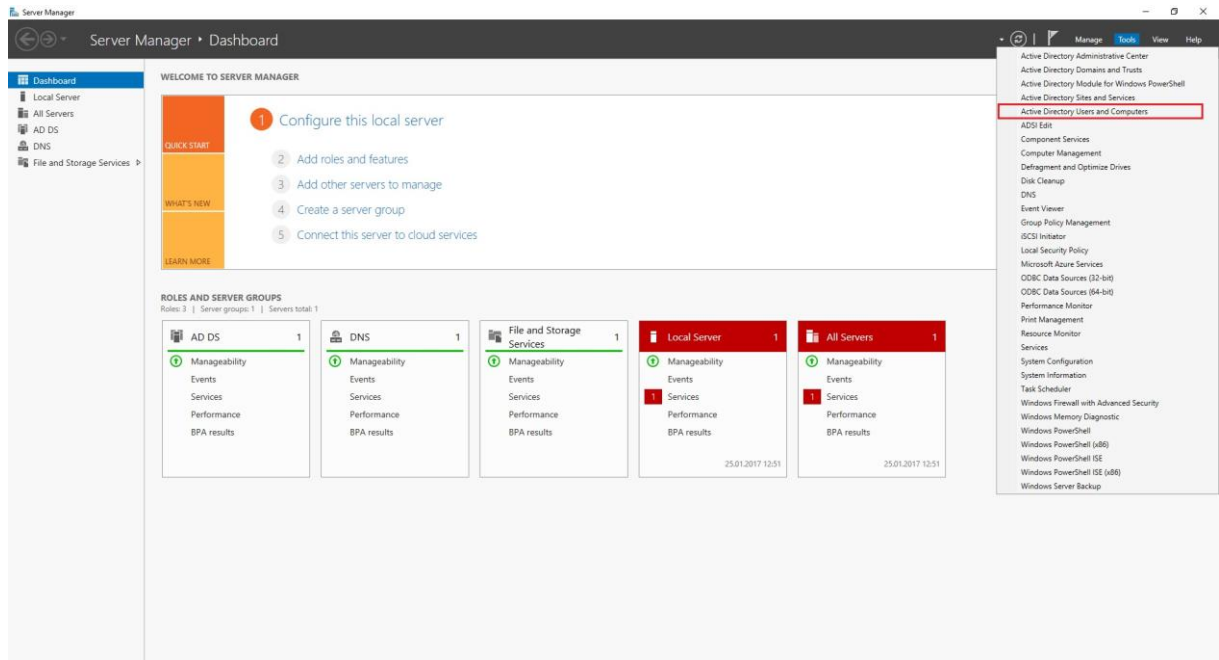 Server Manager
Server Manager • Dashboard
Manage Tools View Help
Dashboard
Local Server
All Servers
AD DS
DNS
File and Storage Services
WELCOME TO SERVER MANAGER
QUICK START
WHAT'S NEW
LEARN MORE
1 Configure this local server
2 Add roles and features
3 Add other servers to manage
4 Create a server group
5 Connect this server to cloud services
ROLES AND SERVER GROUPS
Roles: 3 | Server groups: 1 | Servers total: 1
AD DS 1
Manageability
Events
Services
Performance
BPA results
DNS 1
Manageability
Events
Services
Performance
BPA results
File and Storage
Services 1
Manageability
Events
Services
Performance
BPA results
Local Server 1
Manageability
Events
1 Services
Performance
BPA results
25.01.2017 12:51
All Servers 1
Manageability
Events
1 Services
Performance
BPA results
25.01.2017 12:51
Active Directory Administrative Center
Active Directory Domains and Trusts
Active Directory Module for Windows PowerShell
Active Directory Sites and Services
Active Directory Users and Computers
ADSI Edit
Component Services
Computer Management
Defragment and Optimize Drives
Disk Cleanup
DNS
Event Viewer
Group Policy Management
iSCSI Initiator
Local Security Policy
Microsoft Azure Services
ODBC Data Sources (32-bit)
ODBC Data Sources (64-bit)
Performance Monitor
Print Management
Resource Monitor
Services
System Configuration
System Information
Task Scheduler
Windows Firewall with Advanced Security
Windows Memory Diagnostic
Windows PowerShell
Windows PowerShell (x86)
Windows PowerShell ISE
Windows PowerShell ISE (x86)
Windows Server Backup